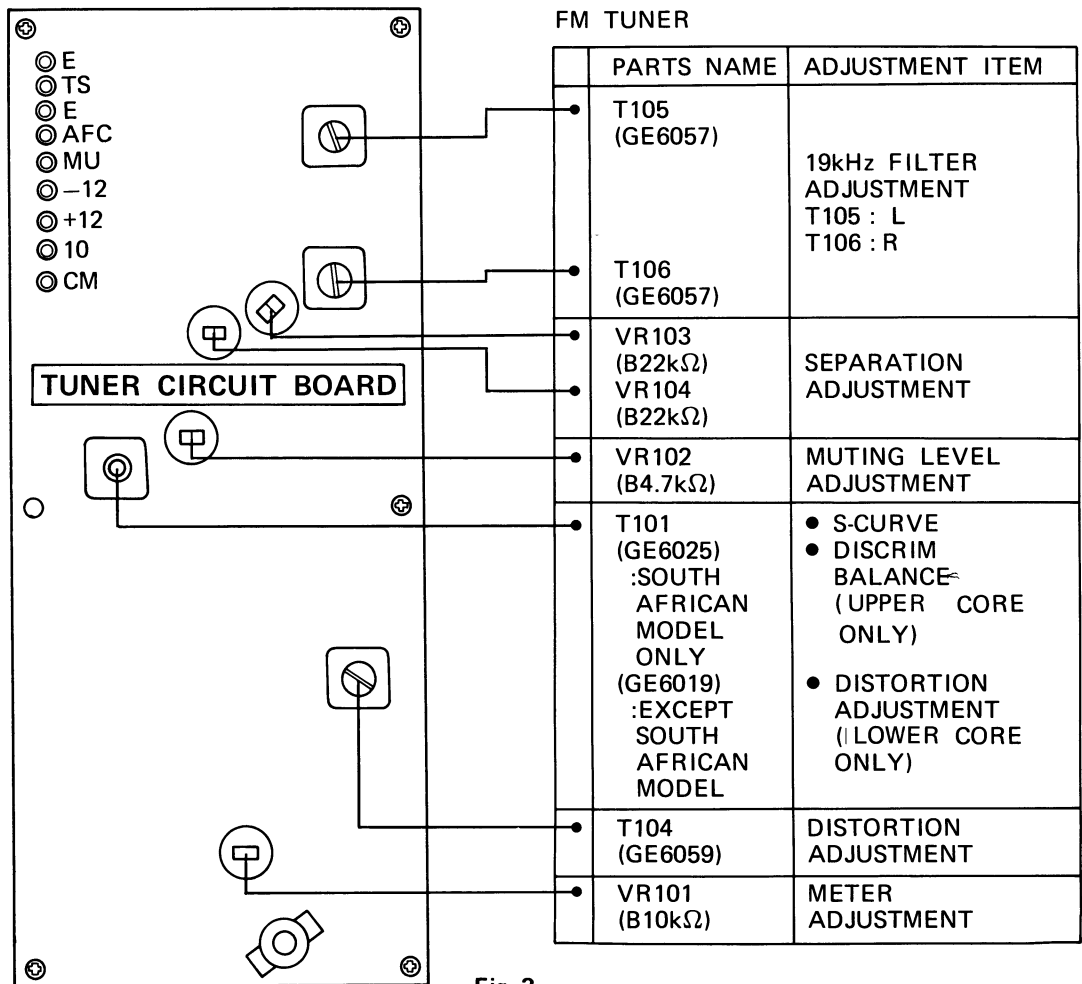 FM TUNER
E
TS
E
AFC
MU
–12
+12
10
CM
TUNER CIRCUIT BOARD
PARTS NAME
ADJUSTMENT ITEM
T105
(GE6057)
19kHz FILTER
ADJUSTMENT
T105 : L
T106 : R
T106
(GE6057)
VR103
(B22kΩ)
VR104
(B22kΩ)
SEPARATION
ADJUSTMENT
VR102
(B4.7kΩ)
MUTING LEVEL
ADJUSTMENT
T101
(GE6025)
:SOUTH
AFRICAN
MODEL
ONLY
(GE6019)
:EXCEPT
SOUTH
AFRICAN
MODEL
● S-CURVE
● DISCRIM
BALANCE
(UPPER CORE
ONLY)
● DISTORTION
ADJUSTMENT
(LOWER CORE
ONLY)
T104
(GE6059)
DISTORTION
ADJUSTMENT
VR101
(B10kΩ)
METER
ADJUSTMENT